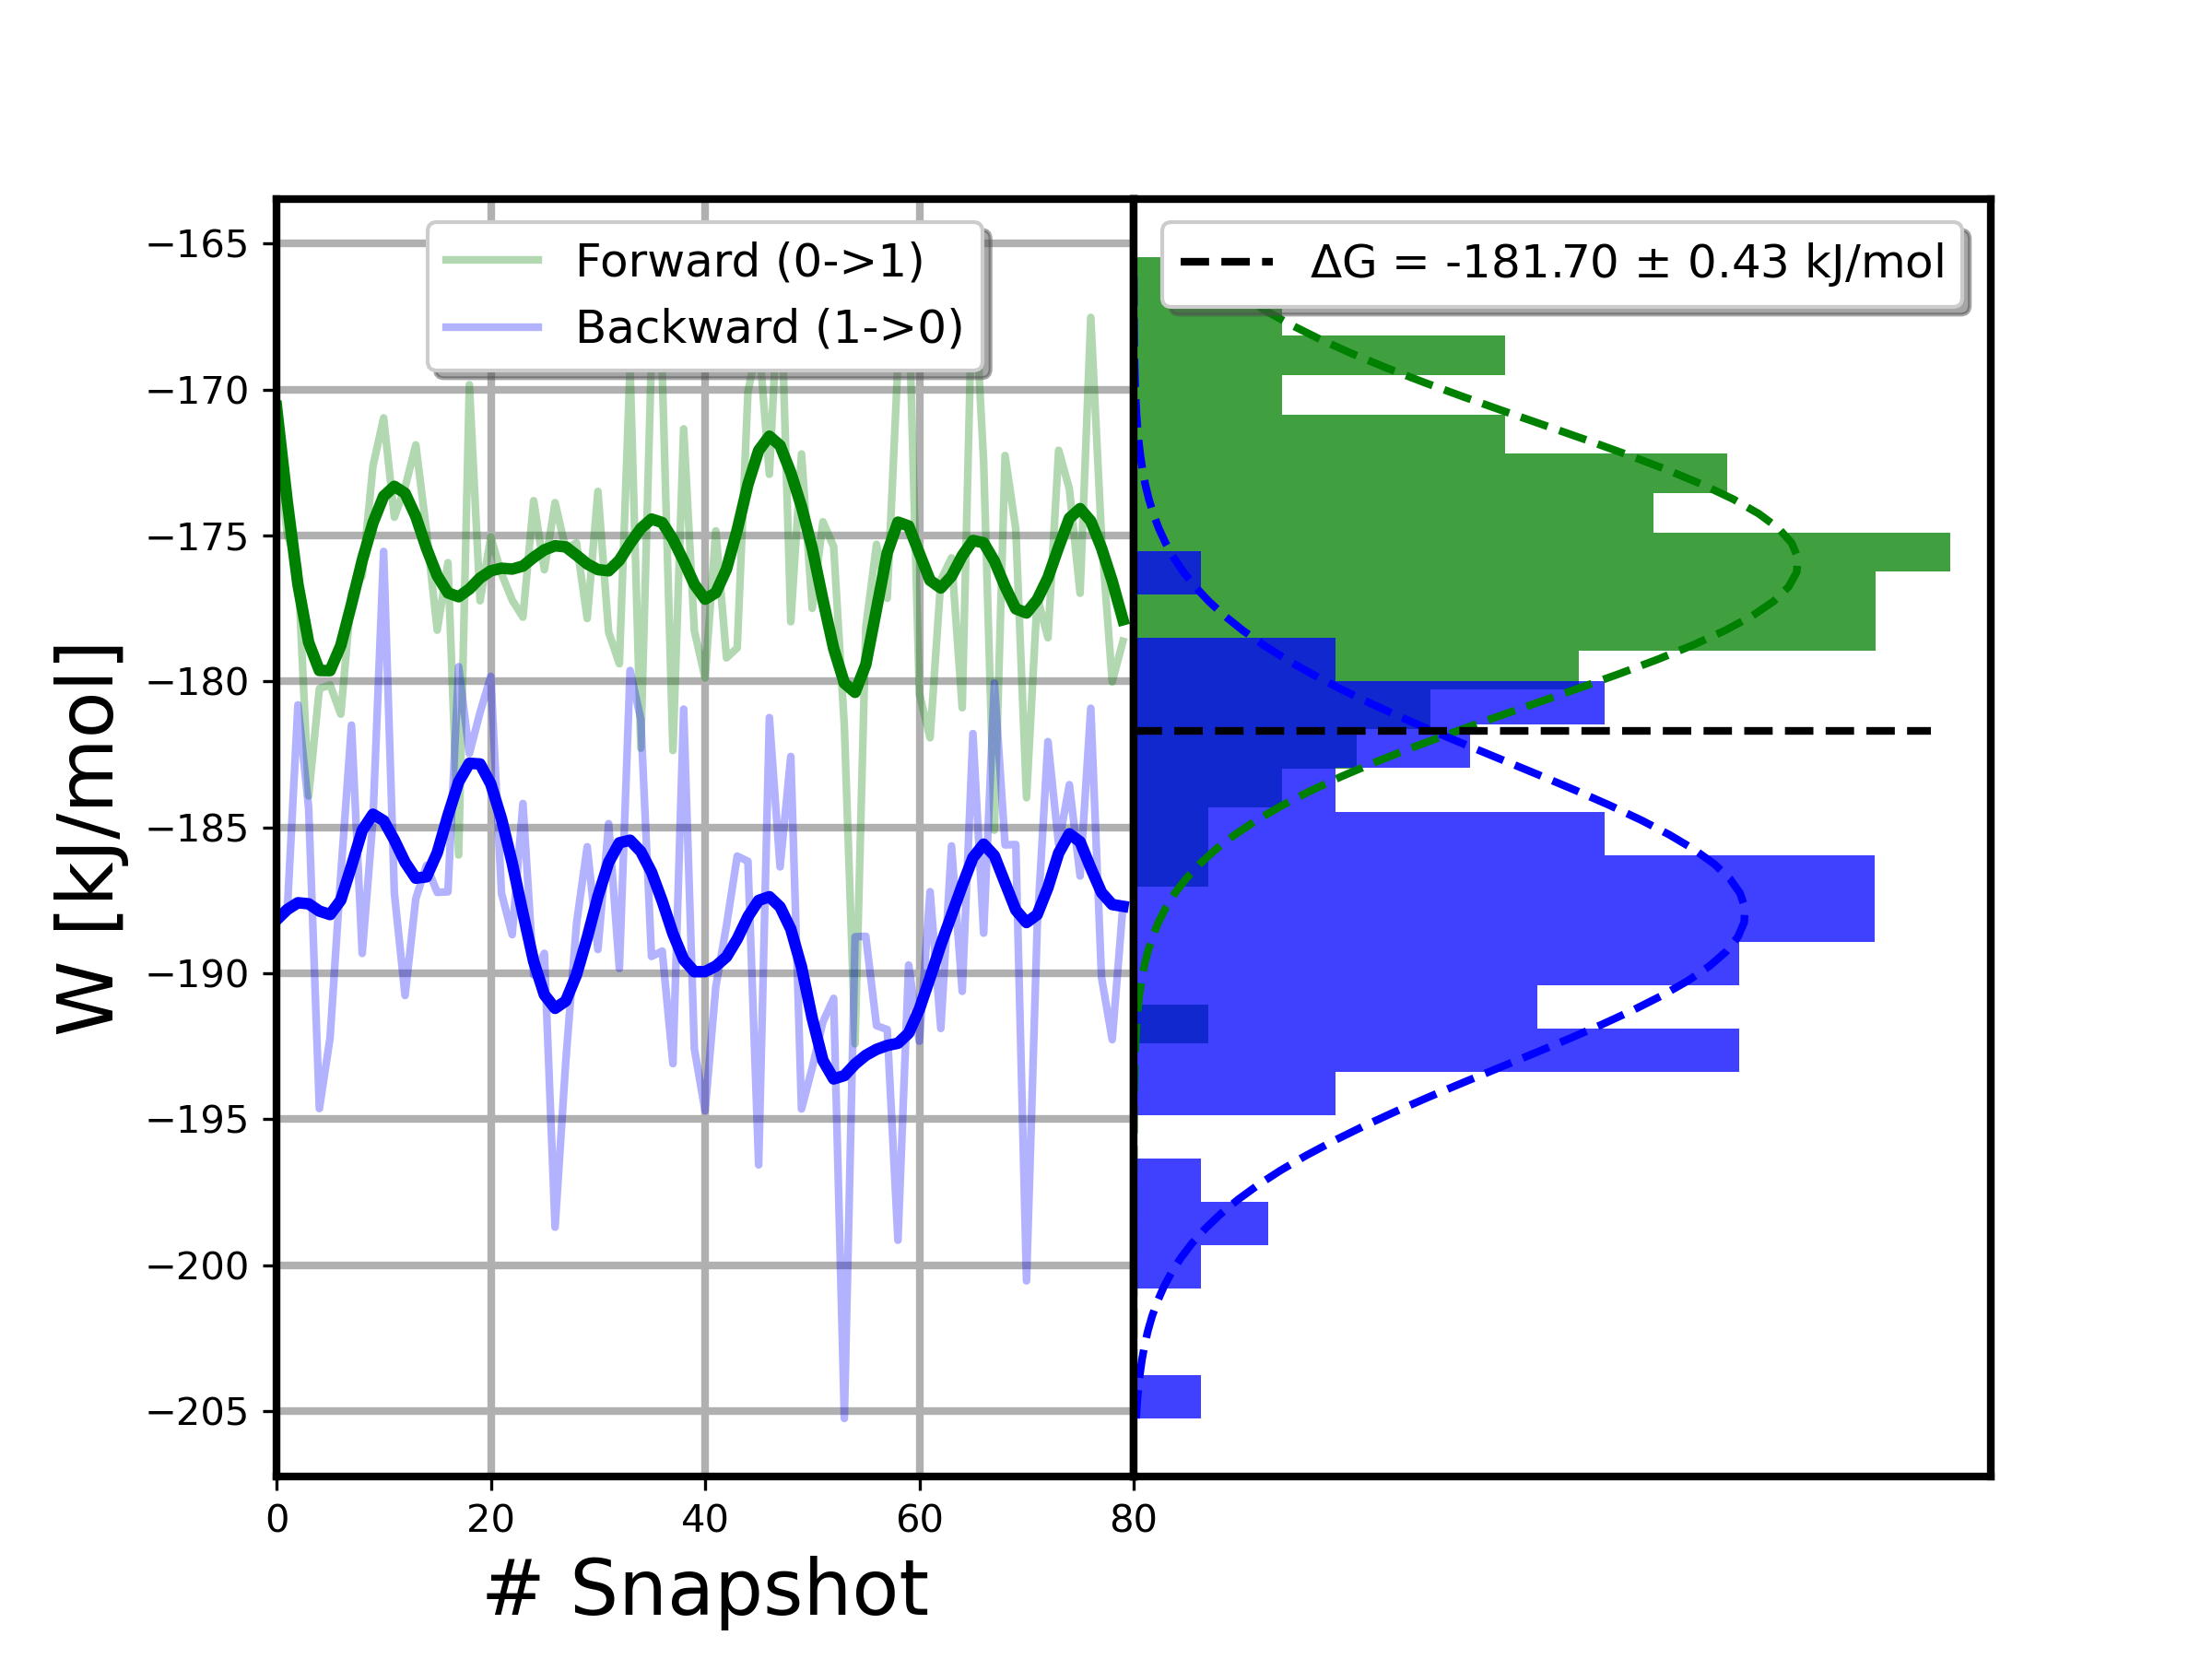 Forward (0->1)
Backward (1->0)
ΔG = -181.70 ± 0.43 kJ/mol
W [kJ/mol]
−165
−170
−175
−180
−185
−190
−195
−200
−205
0 20 40 60 80
# Snapshot